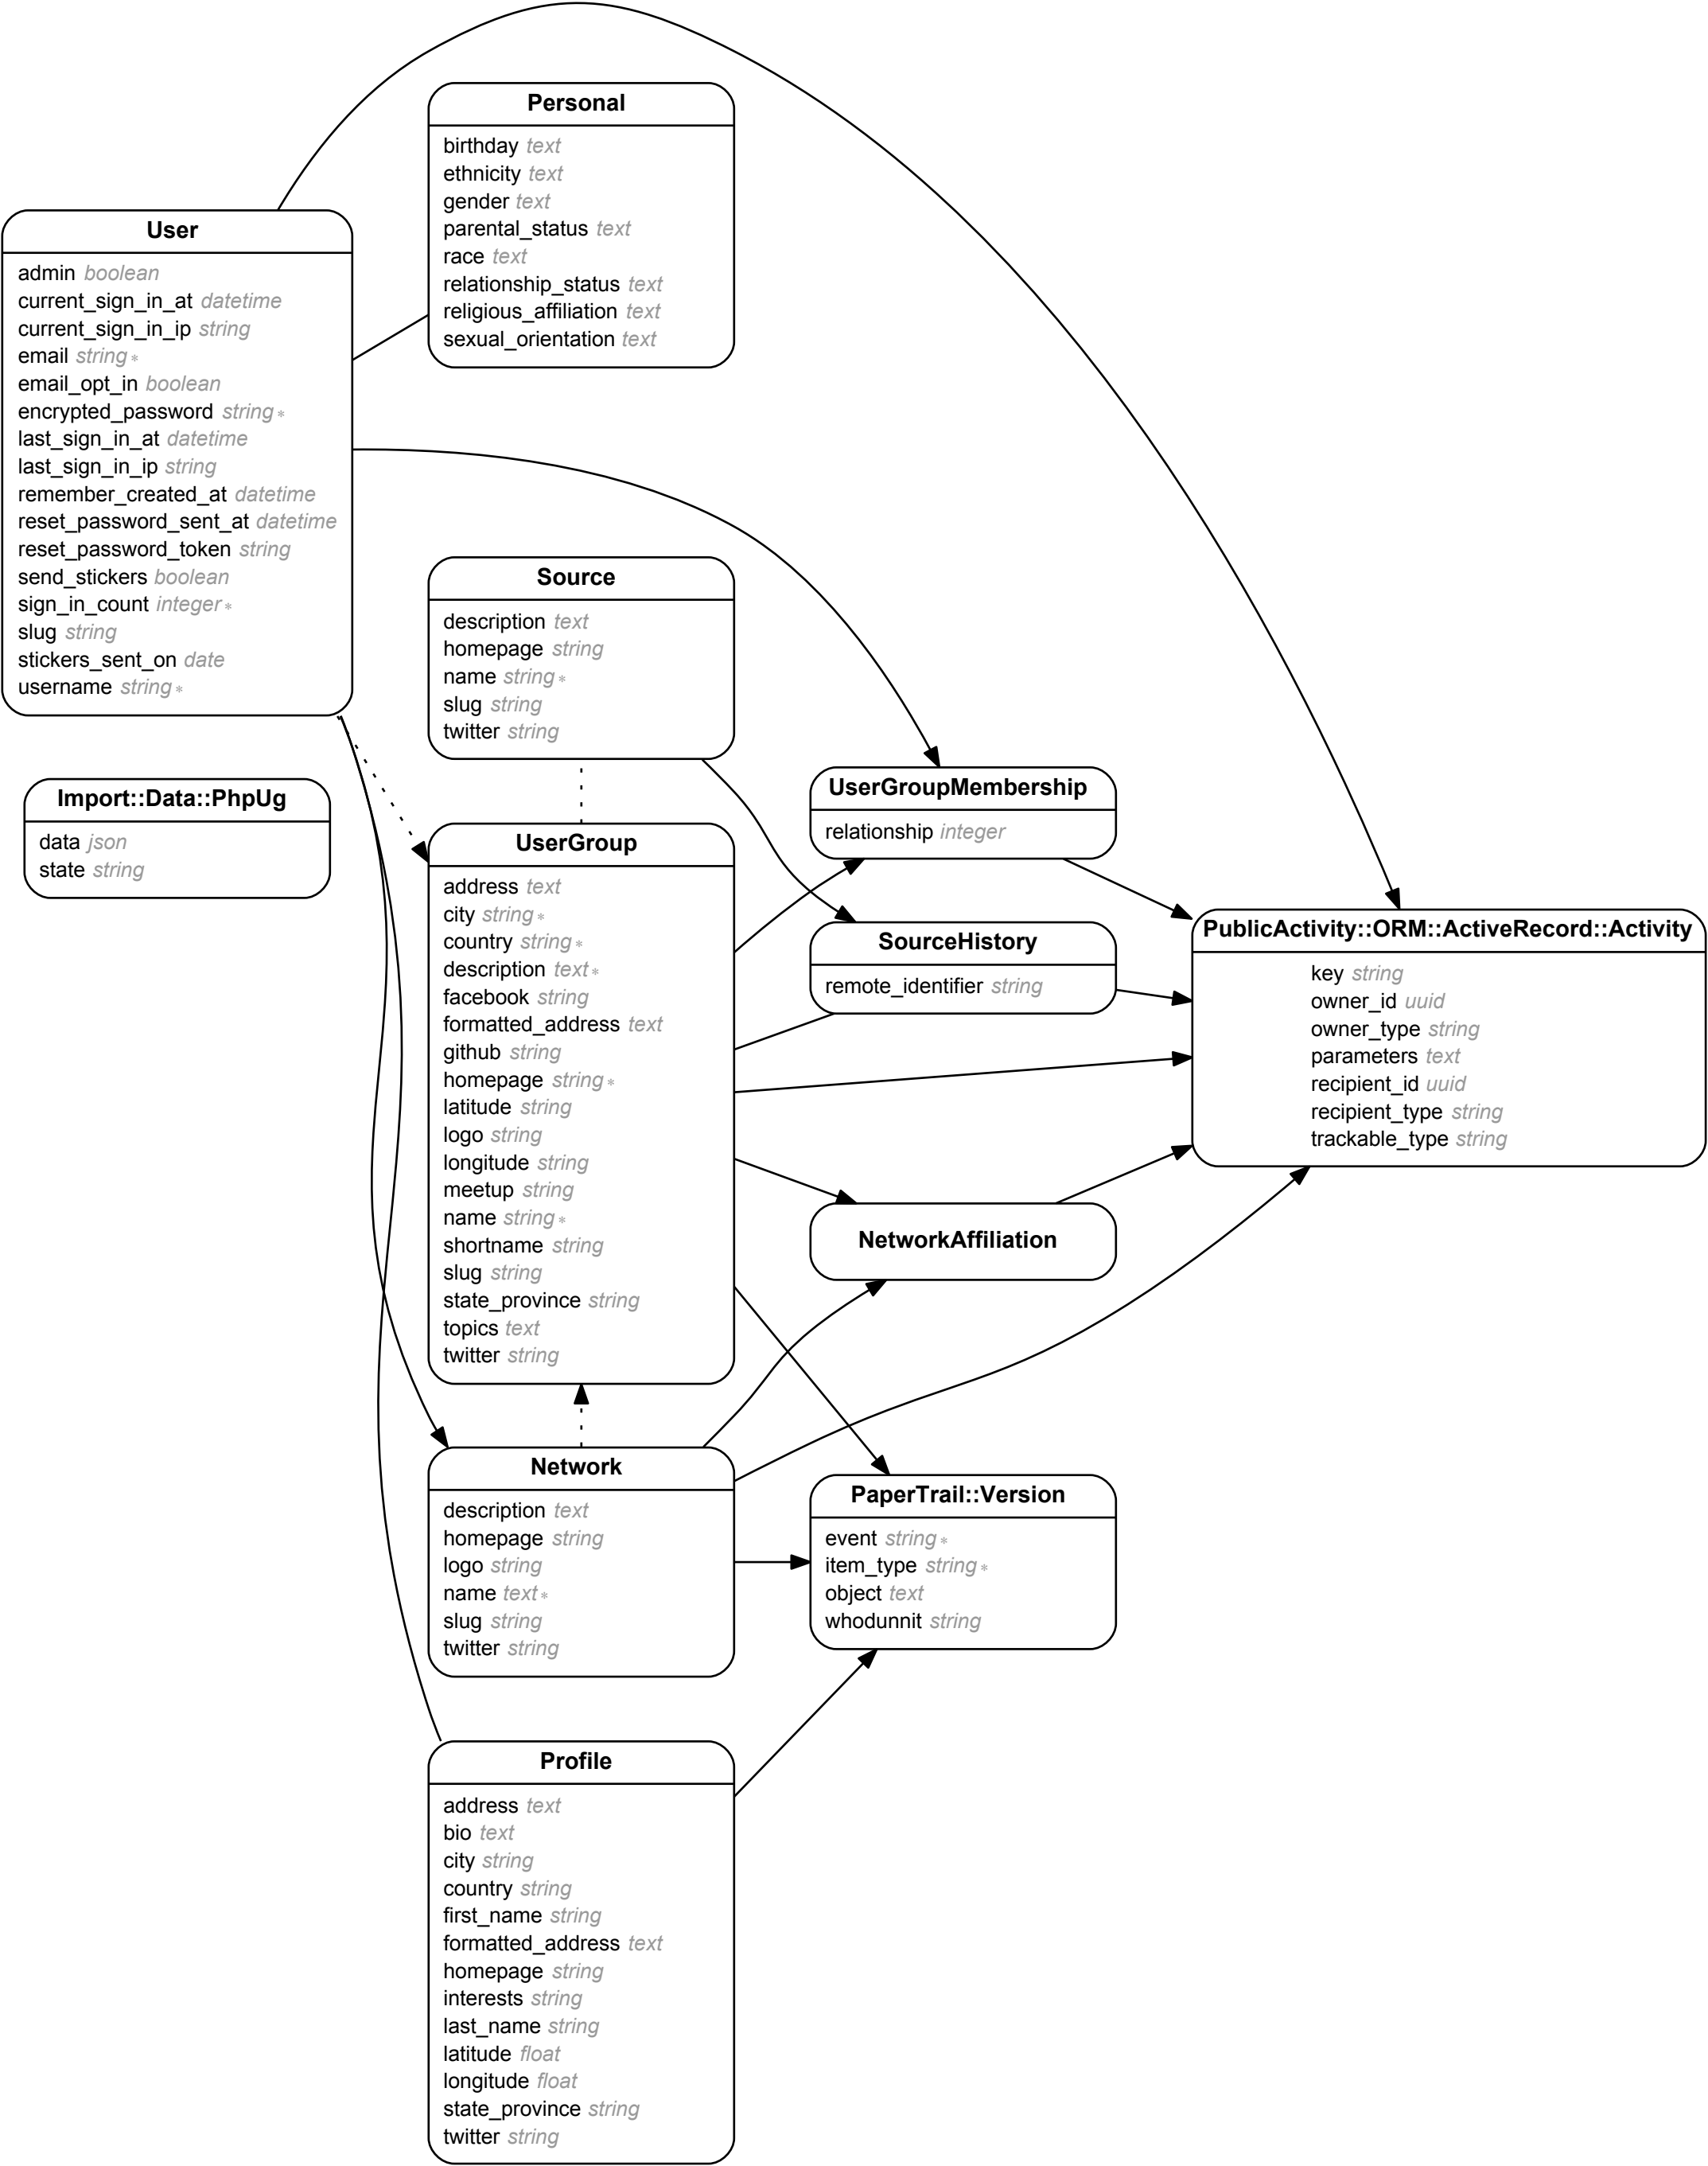 Personal
birthday text
ethnicity text
gender text
parental_status text
race text
relationship_status text
religious_affiliation text
sexual_orientation text
User
admin boolean
current_sign_in_at datetime
current_sign_in_ip string
email string *
email_opt_in boolean
encrypted_password string *
last_sign_in_at datetime
last_sign_in_ip string
remember_created_at datetime
reset_password_sent_at datetime
reset_password_token string
send_stickers boolean
sign_in_count integer *
slug string
stickers_sent_on date
username string *
Source
description text
homepage string
name string *
slug string
twitter string
Import::Data::PhpUg
data json
state string
UserGroup
address text
city string *
country string *
description text *
facebook string
formatted_address text
github string
homepage string *
latitude string
logo string
longitude string
meetup string
name string *
shortname string
slug string
state_province string
topics text
twitter string
UserGroupMembership
relationship integer
SourceHistory
remote_identifier string
PublicActivity::ORM::ActiveRecord::Activity
key string
owner_id uuid
owner_type string
parameters text
recipient_id uuid
recipient_type string
trackable_type string
NetworkAffiliation
Network
description text
homepage string
logo string
name text *
slug string
twitter string
PaperTrail::Version
event string *
item_type string *
object text
whodunnit string
Profile
address text
bio text
city string
country string
first_name string
formatted_address text
homepage string
interests string
last_name string
latitude float
longitude float
state_province string
twitter string